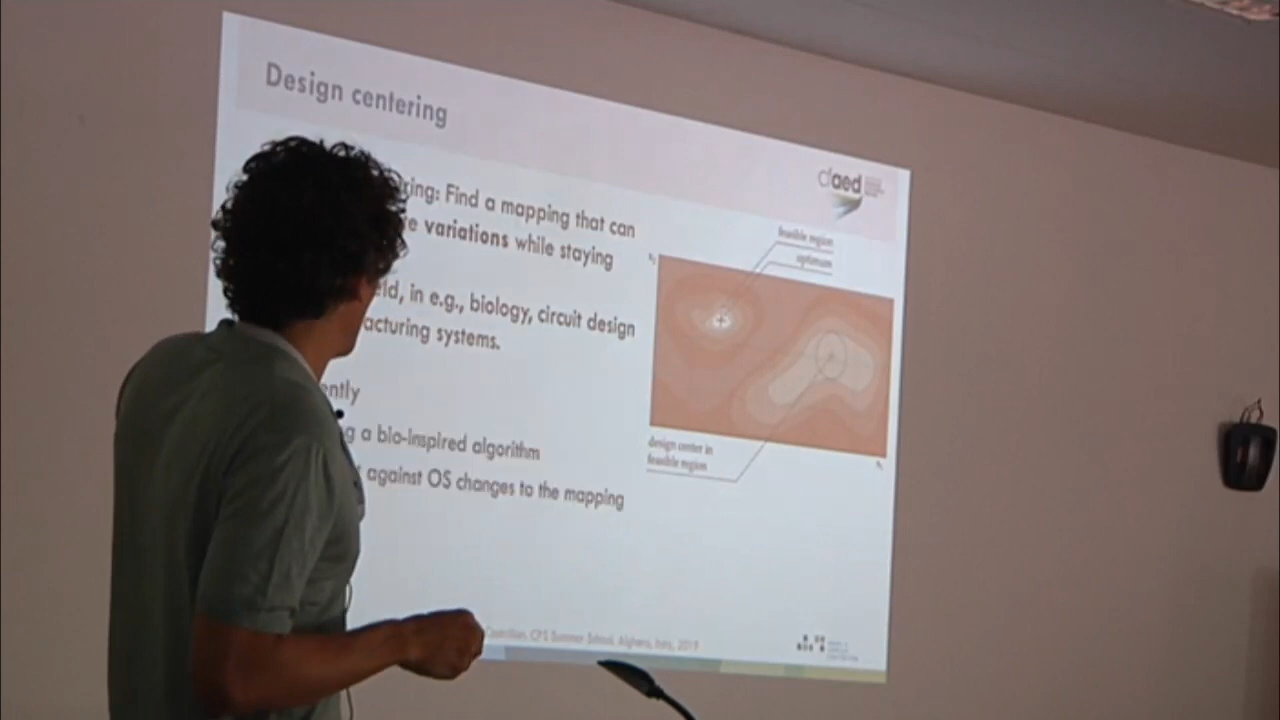 Design centering
cfaed
ring: Find a mapping that can
variations while staying
eld, in e.g., biology, circuit design
acturing systems.
ently
g a bio-inspired algorithm
against OS changes to the mapping
feasible region
optimum
design center in
feasible region
CPS Summer School, Alghero, Italy, 2019